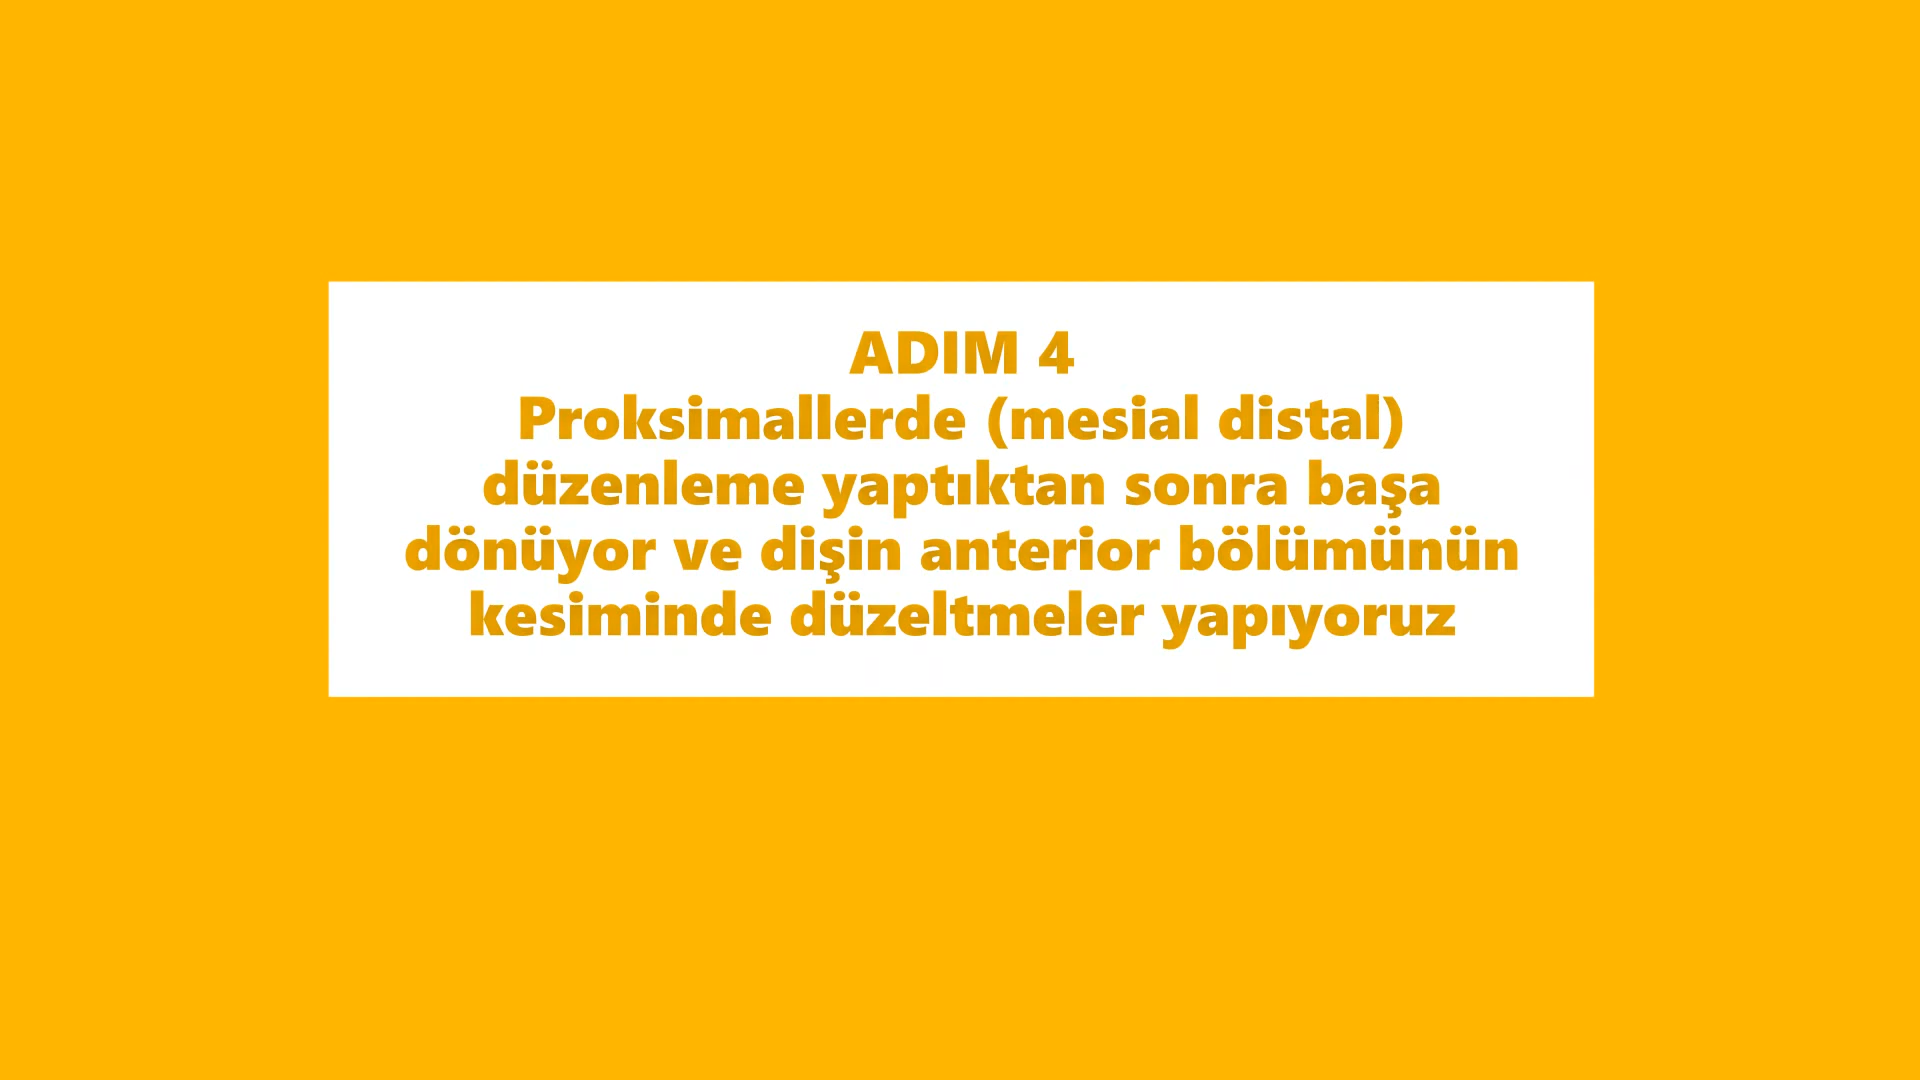 ADIM 4
Proksimallerde (mesial distal)
düzenleme yaptıktan sonra başa
dönüyor ve dişin anterior bölümünün
kesiminde düzeltmeler yapıyoruz